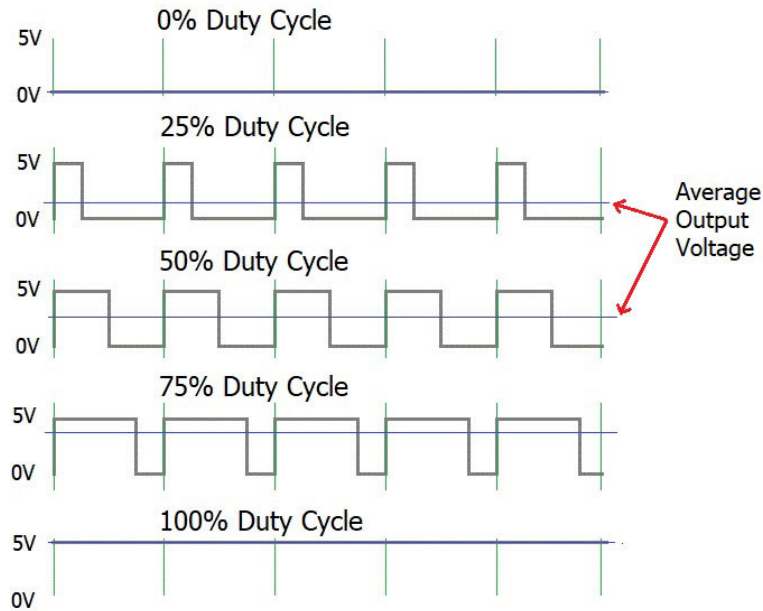 0% Duty Cycle
5V
0V
25% Duty Cycle
5V
0V
Average
Output
Voltage
50% Duty Cycle
5V
0V
75% Duty Cycle
5V
0V
100% Duty Cycle
5V
0V